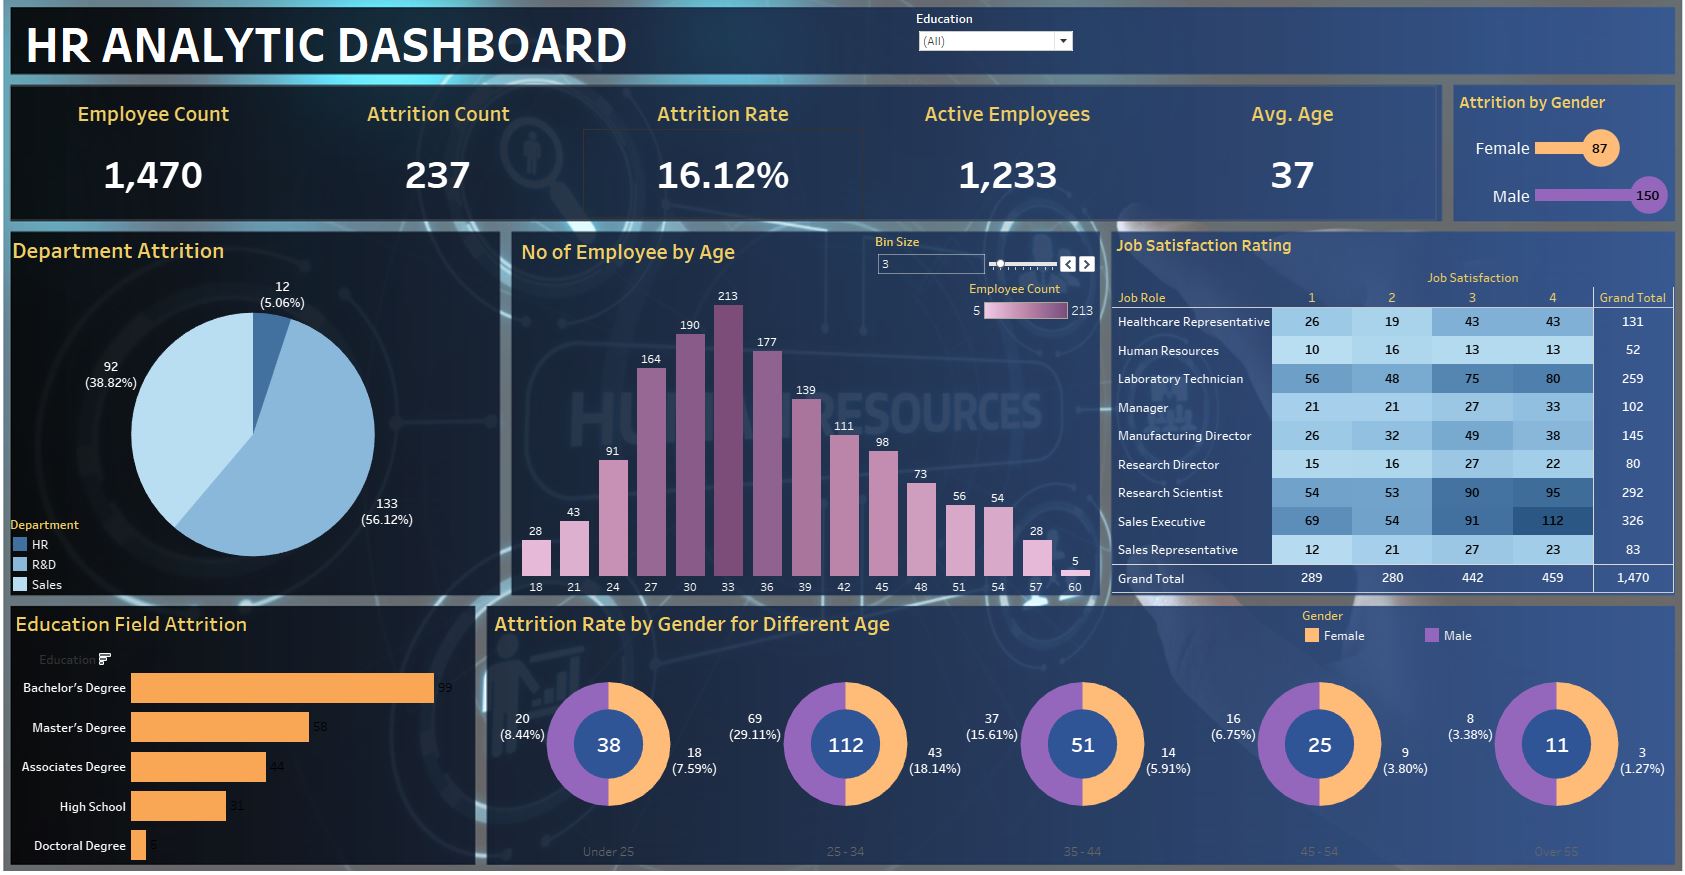 HR ANALYTIC DASHBOARD
Education
(All)
Employee Count
1,470
Attrition Count
237
Attrition Rate
16.12%
Active Employees
1,233
Avg. Age
37
Attrition by Gender
Female 87
Male 150
Department Attrition
12
(5.06%)
92
(38.82%)
133
(56.12%)
Department
HR
R&D
Sales
No of Employee by Age
Bin Size
3
Employee Count
5 213
28 43 91 164 190 213 177 139 111 98 73 56 54 28 5
18 21 24 27 30 33 36 39 42 45 48 51 54 57 60
HUMAN RESOURCES
Job Satisfaction Rating
Job Satisfaction
Job Role 1 2 3 4 Grand Total
Healthcare Representative 26 19 43 43 131
Human Resources 10 16 13 13 52
Laboratory Technician 56 48 75 80 259
Manager 21 21 27 33 102
Manufacturing Director 26 32 49 38 145
Research Director 15 16 27 22 80
Research Scientist 54 53 90 95 292
Sales Executive 69 54 91 112 326
Sales Representative 12 21 27 23 83
Grand Total 289 280 442 459 1,470
Education Field Attrition
Education
Bachelor's Degree 99
Master's Degree 58
Associates Degree 44
High School 31
Doctoral Degree
Attrition Rate by Gender for Different Age
Gender
Female Male
20
(8.44%)
38
18
(7.59%)
69
(29.11%)
112
43
(18.14%)
37
(15.61%)
51
14
(5.91%)
16
(6.75%)
25
9
(3.80%)
8
(3.38%)
11
3
(1.27%)
Under 25 25 - 34 35 - 44 45 - 54 Over 55